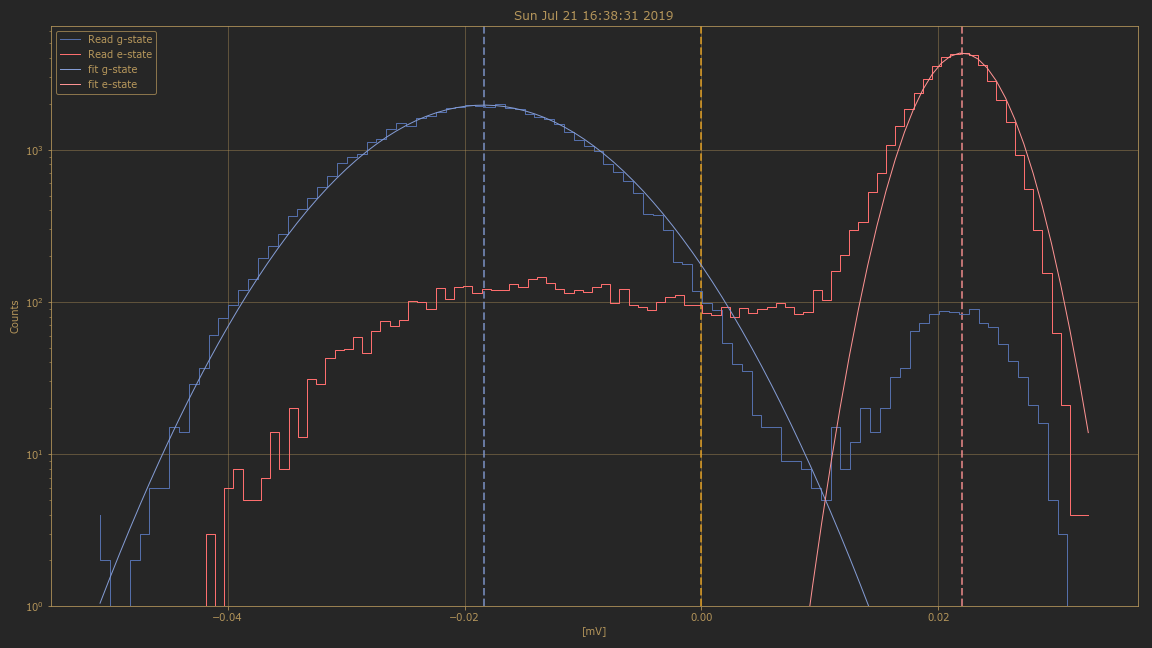 Sun Jul 21 16:38:31 2019
Read g-state
Read e-state
fit g-state
fit e-state
Counts
10³
10²
10¹
10⁰
−0.04
−0.02
0.00
0.02
[mV]